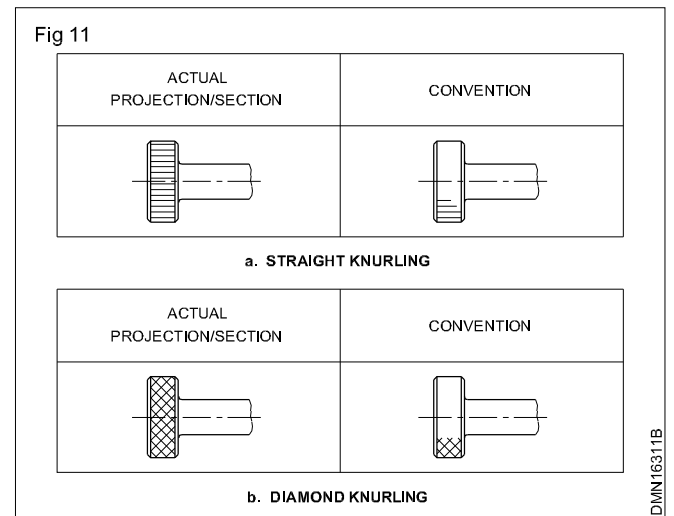 Fig 11
ACTUAL
PROJECTION/SECTION
CONVENTION
a. STRAIGHT KNURLING
ACTUAL
PROJECTION/SECTION
CONVENTION
b. DIAMOND KNURLING
DMN16311B